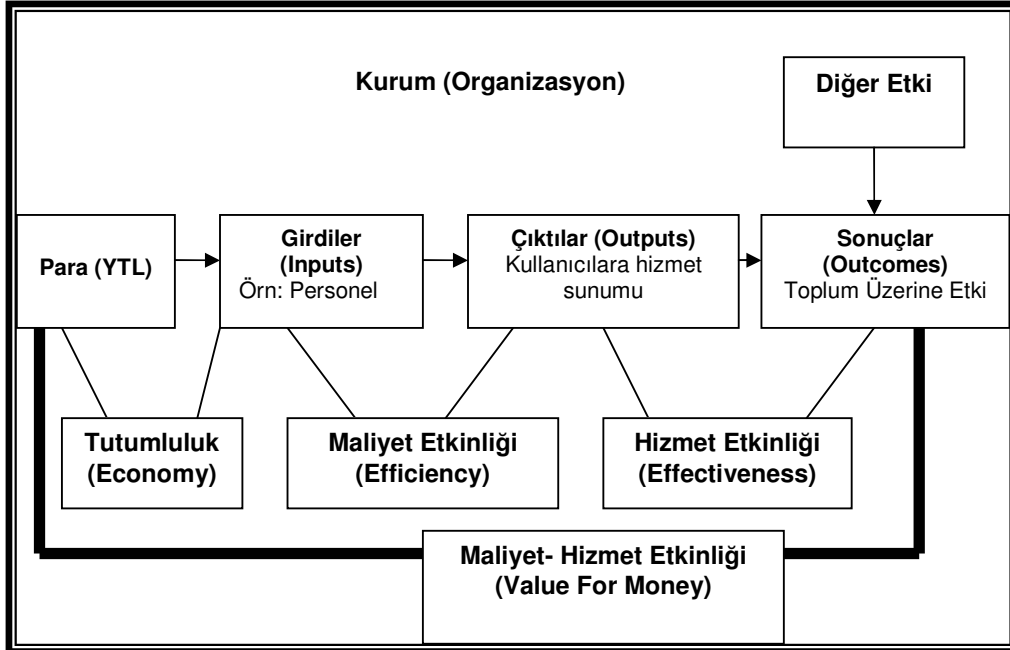 Kurum (Organizasyon)
Diğer Etki
Para (YTL)
Girdiler
(Inputs)
Örn: Personel
Çıktılar (Outputs)
Kullanıcılara hizmet
sunumu
Sonuçlar
(Outcomes)
Toplum Üzerine Etki
Tutumluluk
(Economy)
Maliyet Etkinliği
(Efficiency)
Hizmet Etkinliği
(Effectiveness)
Maliyet- Hizmet Etkinliği
(Value For Money)